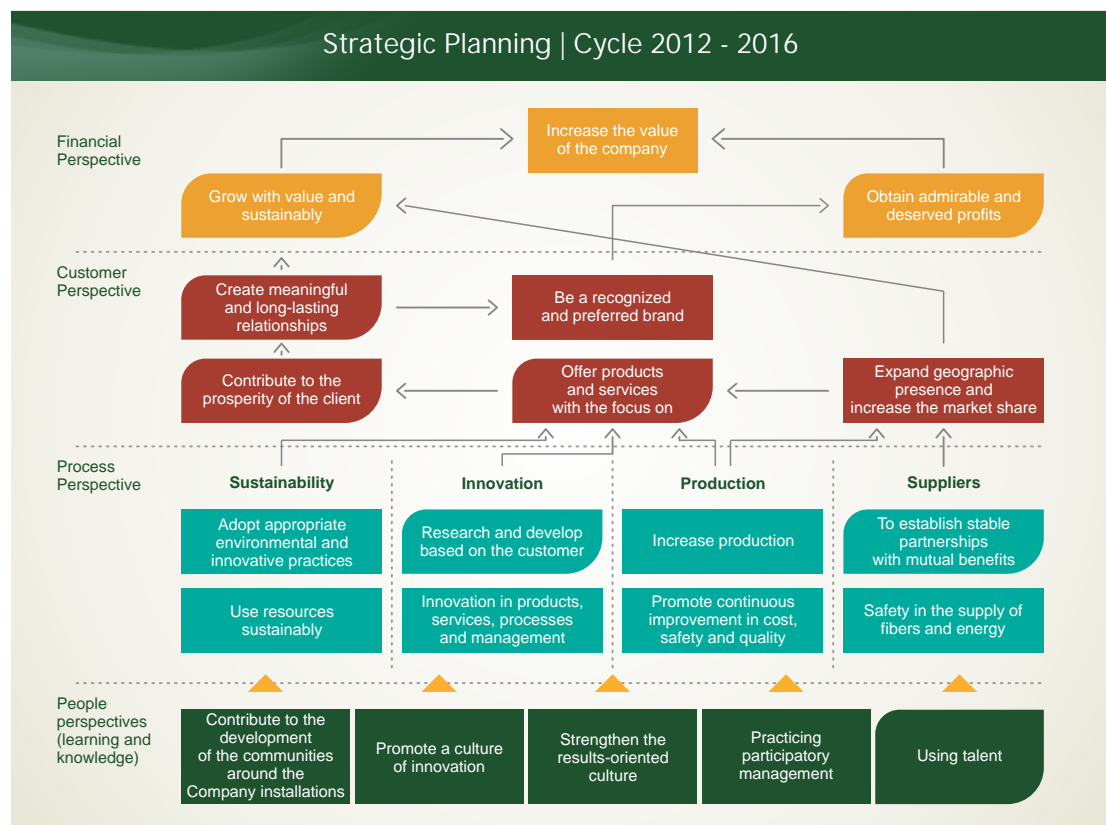 Strategic Planning | Cycle 2012 - 2016
Financial
Perspective
Increase the value
of the company
Grow with value and
sustainably
Obtain admirable and
deserved profits
Customer
Perspective
Create meaningful
and long-lasting
relationships
Be a recognized
and preferred brand
Contribute to the
prosperity of the client
Offer products
and services
with the focus on
Expand geographic
presence and
increase the market share
Process
Perspective
Sustainability
Innovation
Production
Suppliers
Adopt appropriate
environmental and
innovative practices
Research and develop
based on the customer
Increase production
To establish stable
partnerships
with mutual benefits
Use resources
sustainably
Innovation in products,
services, processes
and management
Promote continuous
improvement in cost,
safety and quality
Safety in the supply of
fibers and energy
People
perspectives
(learning and
knowledge)
Contribute to the
development
of the communities
around the
Company installations
Promote a culture
of innovation
Strengthen the
results-oriented
culture
Practicing
participatory
management
Using talent